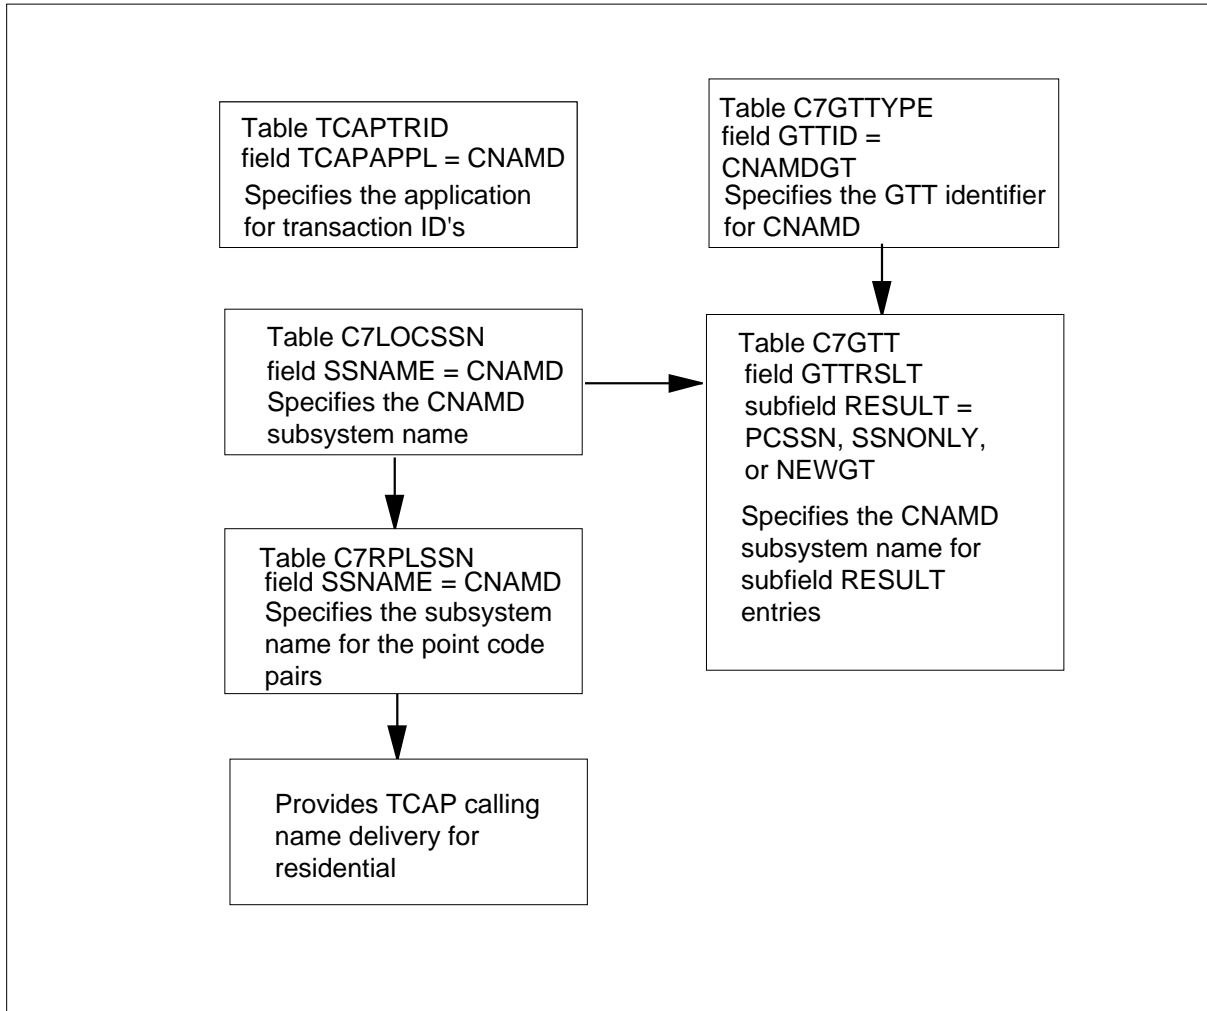 Table TCAPTRID
field TCAPAPPL = CNAMD
Specifies the application
for transaction ID's
Table C7GTTYPE
field GTTID =
CNAMDGT
Specifies the GTT identifier
for CNAMD
Table C7LOCSSN
field SSNAME = CNAMD
Specifies the CNAMD
subsystem name
Table C7GTT
field GTTRSLT
subfield RESULT =
PCSSN, SSNONLY,
or NEWGT
Specifies the CNAMD
subsystem name for
subfield RESULT
entries
Table C7RPLSSN
field SSNAME = CNAMD
Specifies the subsystem
name for the point code
pairs
Provides TCAP calling
name delivery for
residential